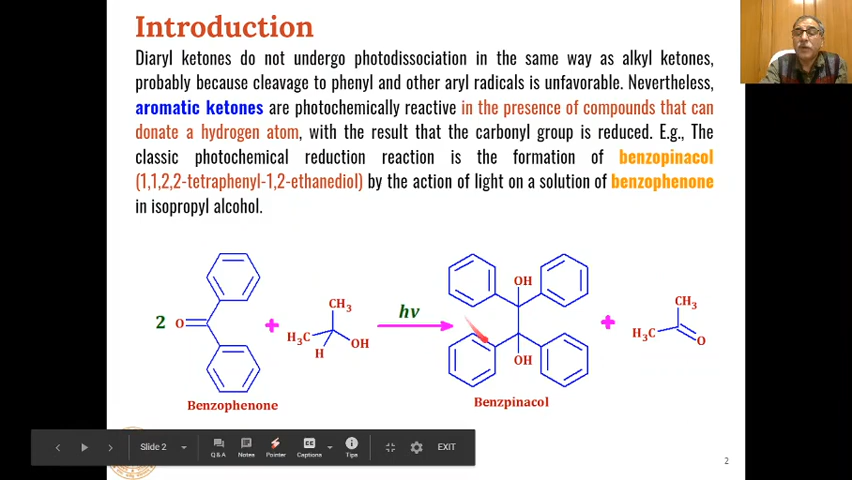 Introduction
Diaryl ketones do not undergo photodissociation in the same way as alkyl ketones,
probably because cleavage to phenyl and other aryl radicals is unfavorable. Nevertheless,
aromatic ketones are photochemically reactive in the presence of compounds that can
donate a hydrogen atom, with the result that the carbonyl group is reduced. E.g., The
classic photochemical reduction reaction is the formation of benzopinacol
(1,1,2,2-tetraphenyl-1,2-ethanediol) by the action of light on a solution of benzophenone
in isopropyl alcohol.
2 O + CH3 H3C H OH hν OH OH + CH3 H3C O
Benzophenone Benzpinacol
Slide 2 Q&A Notes Pointer Captions Tips EXIT
CC
2